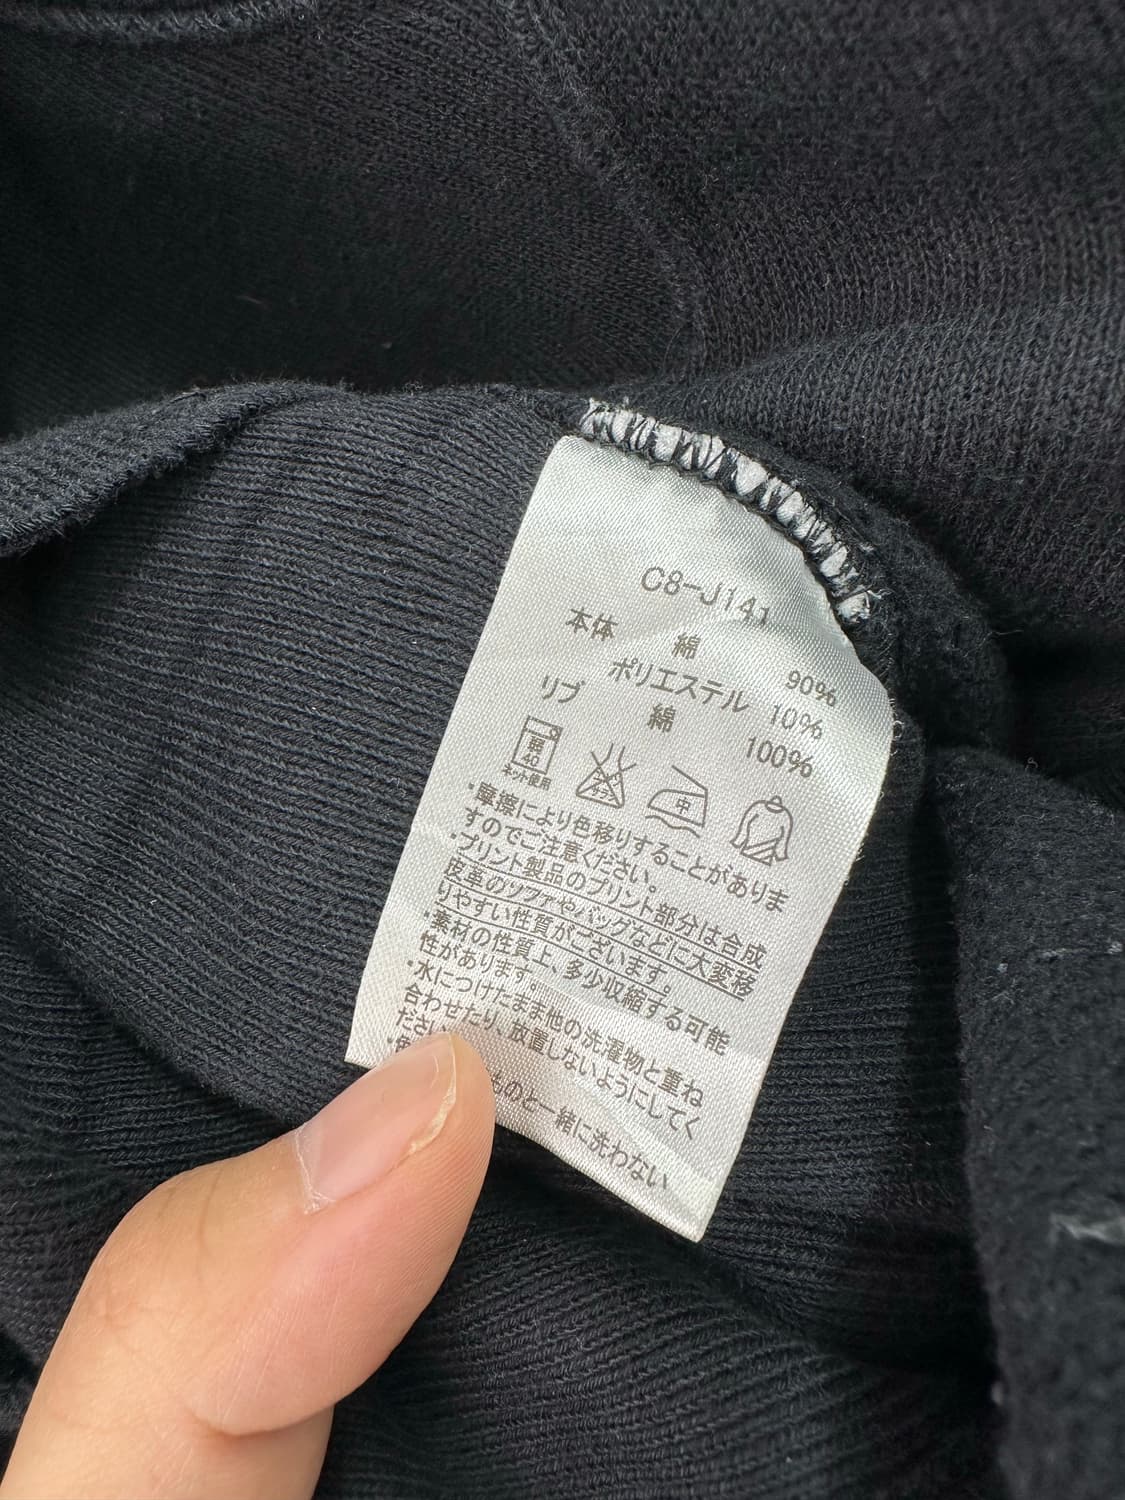 C8-J141
本体 綿 90%
ポリエステル 10%
リブ 綿 100%
弱
40
ネット使用
エンソサラシ
中
・摩擦により色移りすることがありま
すのでご注意ください。
・プリント製品のプリント部分は合成
皮革のソファやバッグなどに大変移
りやすい性質がございます。
・素材の性質上、多少収縮する可能
性があります。
・水につけたまま他の洗濯物と重ね
合わせたり、放置しないようにしてく
ださい
ものと一緒に洗わない